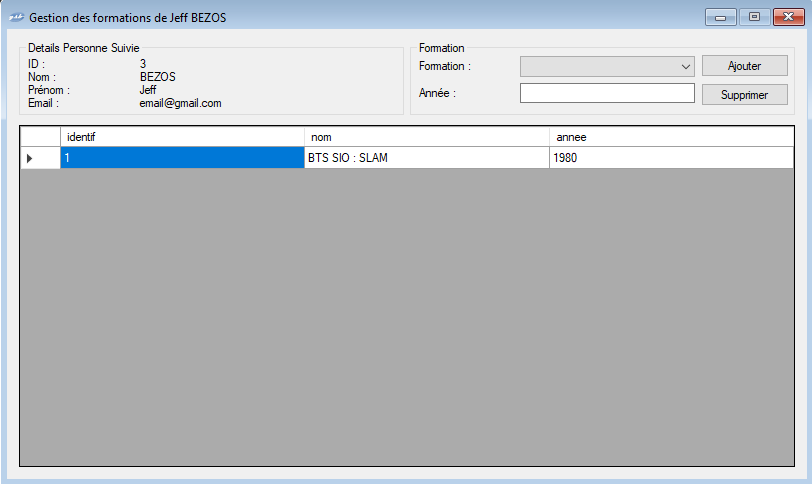 Gestion des formations de Jeff BEZOS
Details Personne Suivie
ID : 3
Nom : BEZOS
Prénom : Jeff
Email : email@gmail.com
Formation
Formation :
Ajouter
Année :
Supprimer
identif nom annee
1 BTS SIO : SLAM 1980